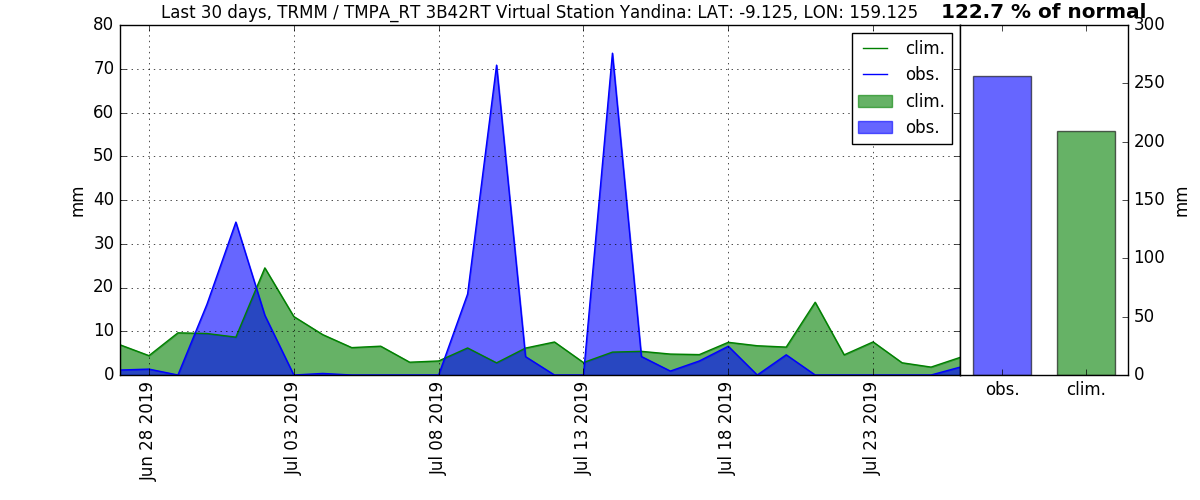 Last 30 days, TRMM / TMPA_RT 3B42RT Virtual Station Yandina: LAT: -9.125, LON: 159.125
122.7 % of normal
80
70
60
50
40
30
20
10
0
mm
clim.
obs.
clim.
obs.
Jun 28 2019
Jul 03 2019
Jul 08 2019
Jul 13 2019
Jul 18 2019
Jul 23 2019
300
250
200
150
100
50
0
mm
obs.
clim.